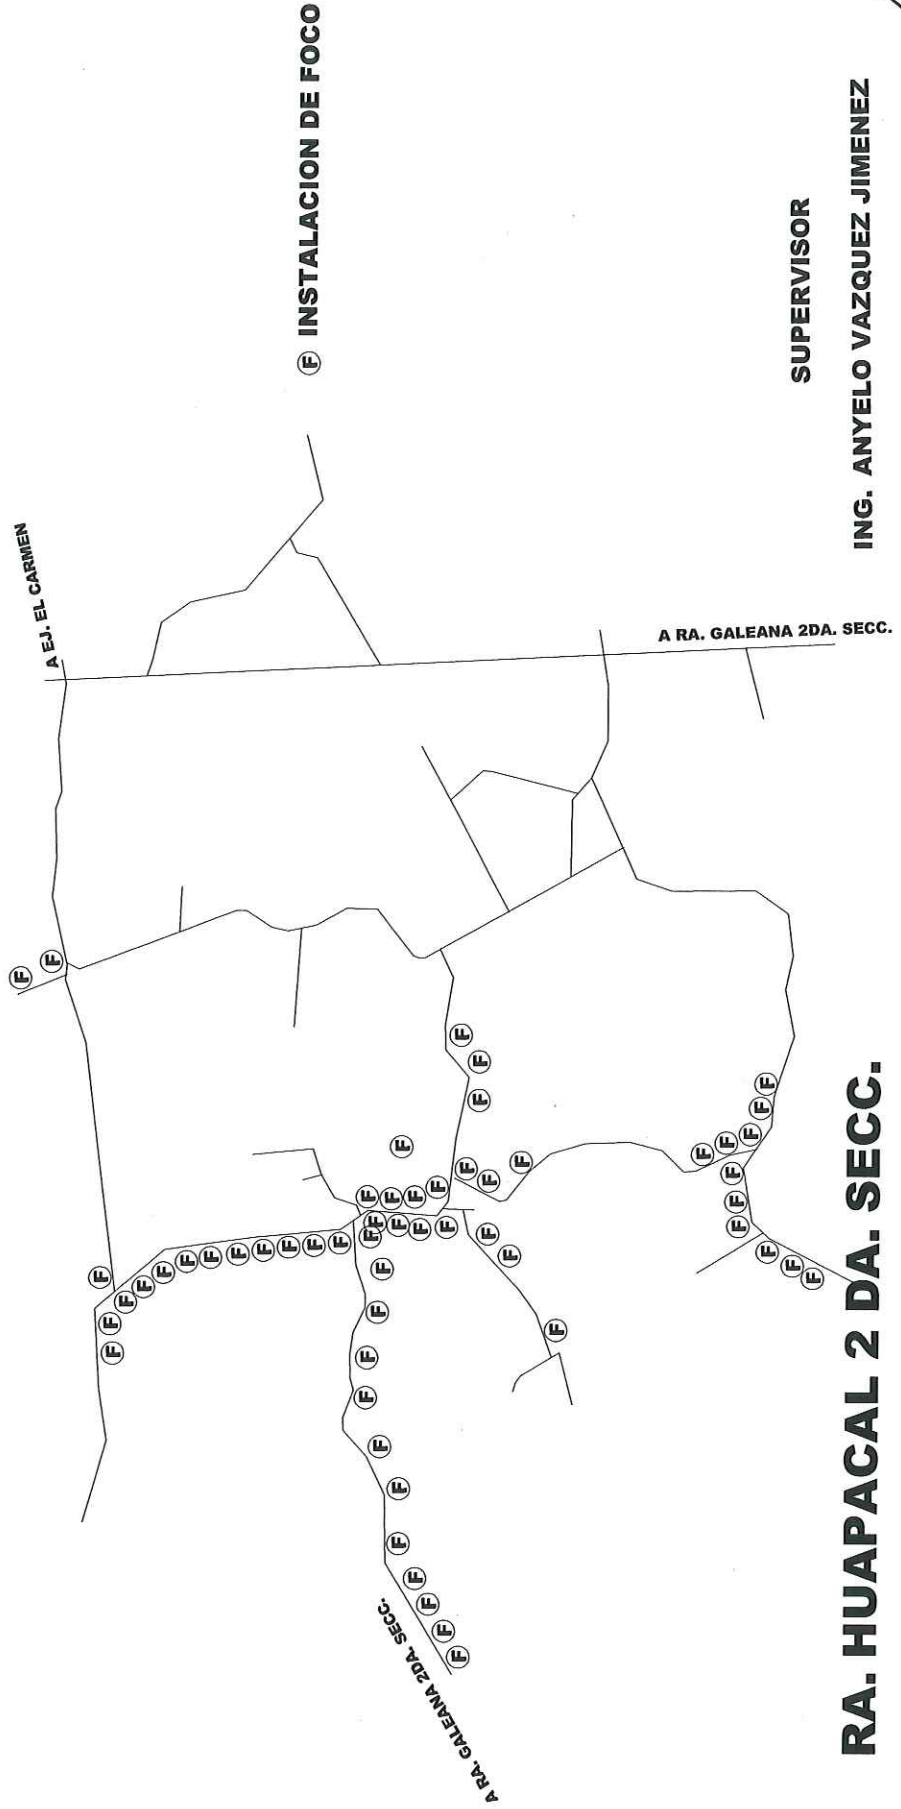 A EJ. EL CARMEN
Ⓕ INSTALACION DE FOCO
A RA. GALEANA 2DA. SECC.
A RA. GALEANA 2DA. SECC.
F F
F F F
F F F F F F F F F F F F F F
F
F F F F F F F F
F F F
F F F
F F F F F F F F F F F F
F F F F
F F F F F F
RA. HUAPACAL 2 DA. SECC.
SUPERVISOR
ING. ANYELO VAZQUEZ JIMENEZ